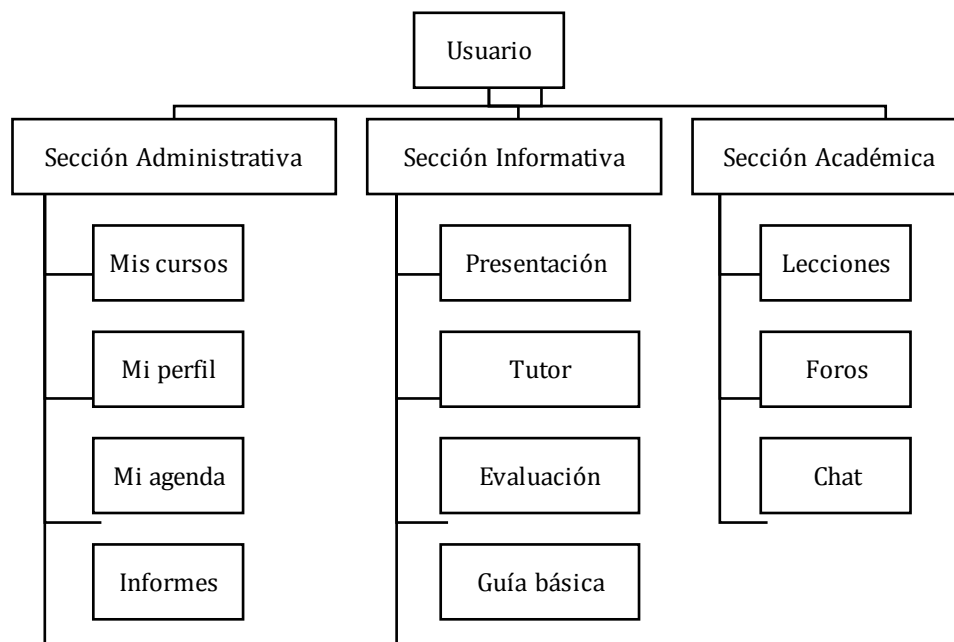 Usuario
Sección Administrativa
Sección Informativa
Sección Académica
Mis cursos
Presentación
Lecciones
Mi perfil
Tutor
Foros
Mi agenda
Evaluación
Chat
Informes
Guía básica